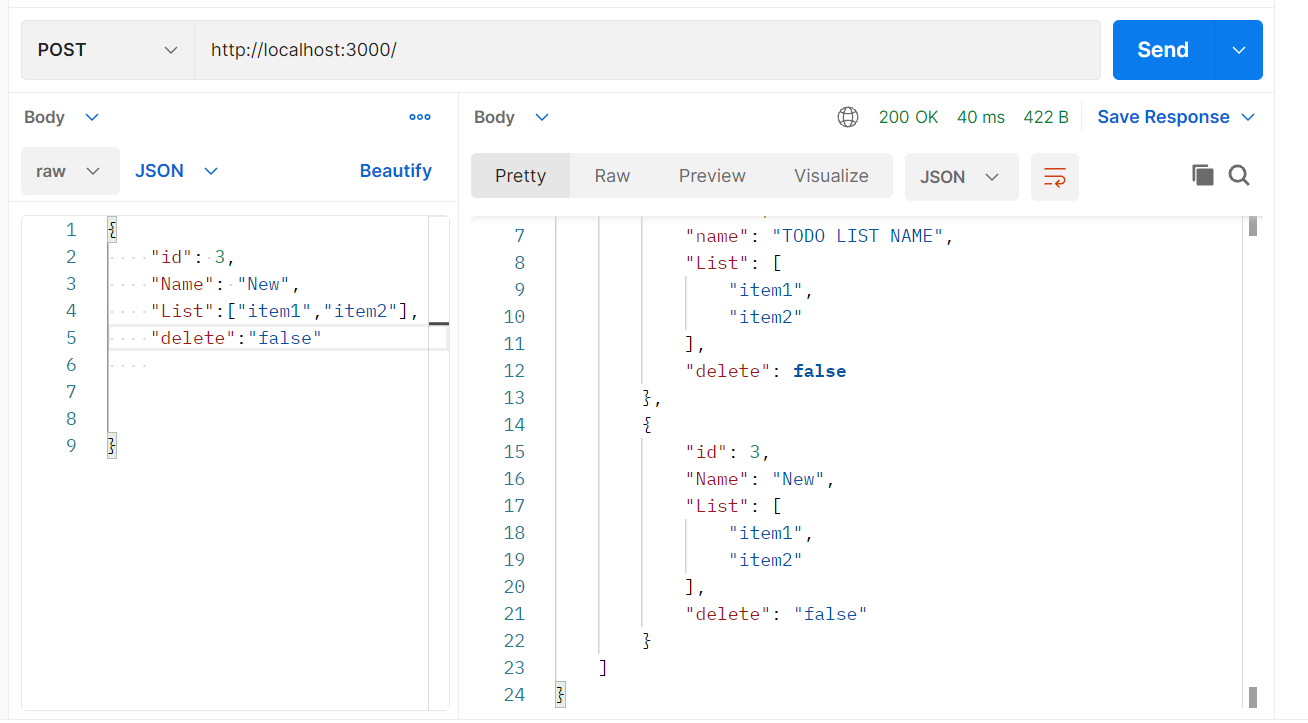 POST http://localhost:3000/ Send
Body Body 200 OK 40 ms 422 B Save Response
raw JSON Beautify Pretty Raw Preview Visualize JSON
1 {
2 "id": 3,
3 "Name": "New",
4 "List":["item1","item2"],
5 "delete":"false"
6
7
8
9 }
7 "name": "TODO LIST NAME",
8 "List": [
9 "item1",
10 "item2"
11 ],
12 "delete": false
13 },
14 {
15 "id": 3,
16 "Name": "New",
17 "List": [
18 "item1",
19 "item2"
20 ],
21 "delete": "false"
22 }
23 ]
24 }